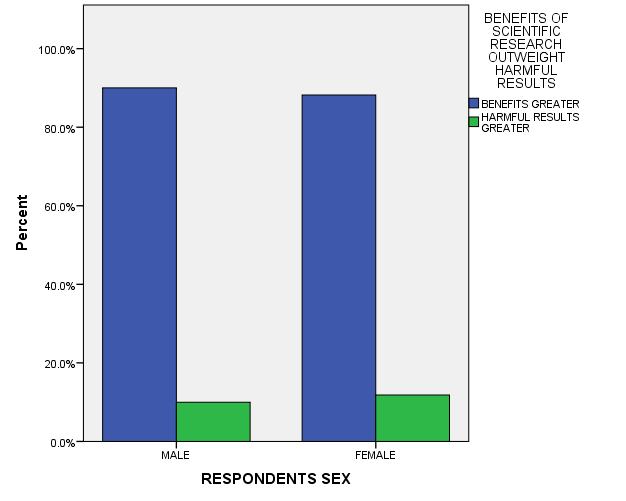 BENEFITS OF
SCIENTIFIC
RESEARCH
OUTWEIGHT
HARMFUL
RESULTS
BENEFITS GREATER
HARMFUL RESULTS
GREATER
Percent
100.0%
80.0%
60.0%
40.0%
20.0%
0.0%
MALE
FEMALE
RESPONDENTS SEX